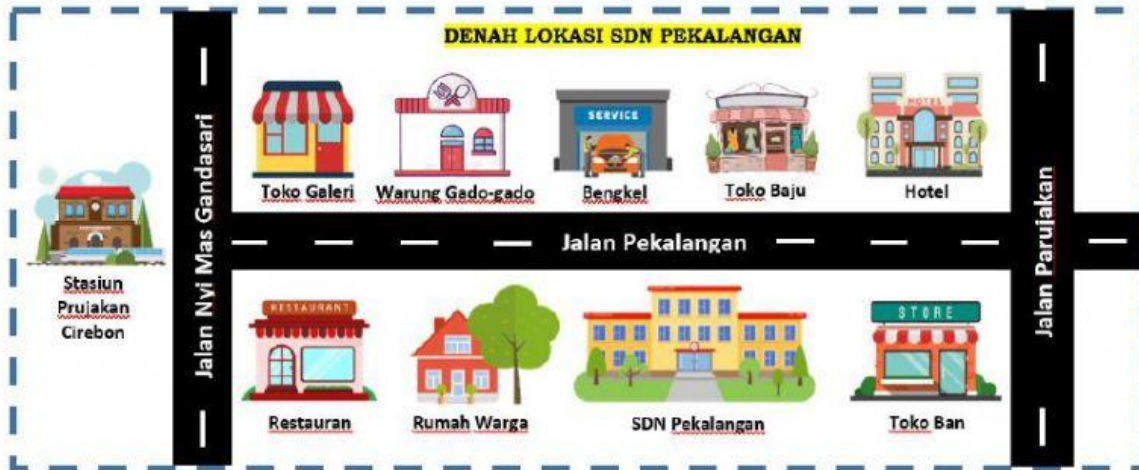 DENAH LOKASI SDN PEKALANGAN
Jalan Nyi Mas Gandasari
SERVICE
HOTEL
Toko Galeri
Warung Gado-gado
Bengkel
Toko Baju
Hotel
Jalan Parujakan
Jalan Pekalangan
Stasiun
Prujakan
Cirebon
RESTAURANT
STORE
Restauran
Rumah Warga
SDN Pekalangan
Toko Ban